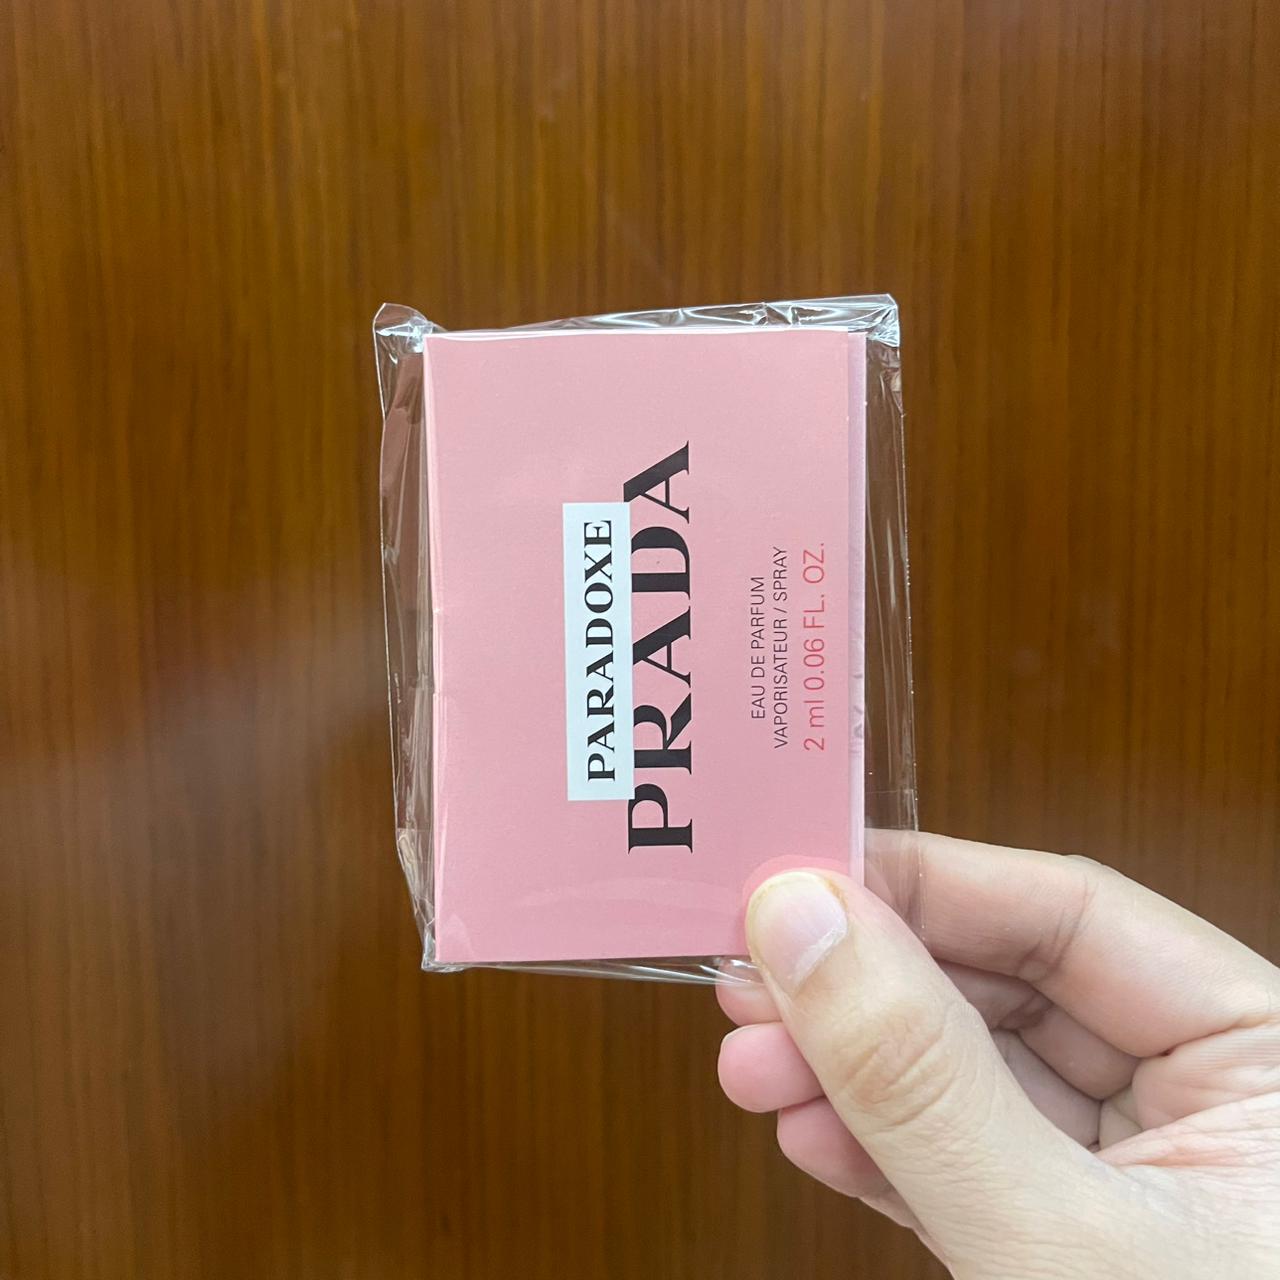 PARADOXE
PRADA
EAU DE PARFUM
VAPORISATEUR / SPRAY
2 ml 0.06 FL. OZ.